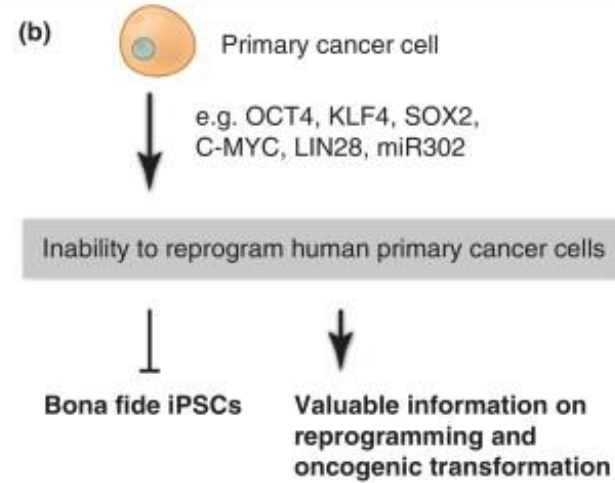 (b)
Primary cancer cell
e.g. OCT4, KLF4, SOX2,
C-MYC, LIN28, miR302
Inability to reprogram human primary cancer cells
Bona fide iPSCs
Valuable information on
reprogramming and
oncogenic transformation